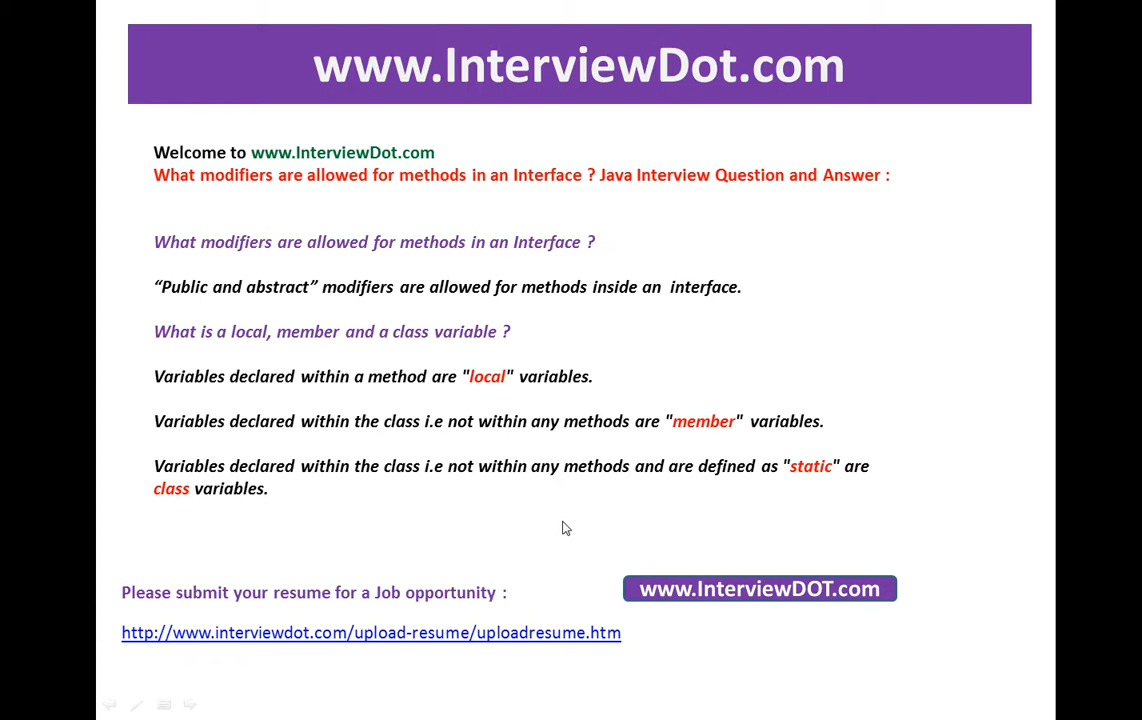 www.InterviewDot.com
Welcome to www.InterviewDot.com
What modifiers are allowed for methods in an Interface ? Java Interview Question and Answer :
What modifiers are allowed for methods in an Interface ?
“Public and abstract” modifiers are allowed for methods inside an interface.
What is a local, member and a class variable ?
Variables declared within a method are "local" variables.
Variables declared within the class i.e not within any methods are "member" variables.
Variables declared within the class i.e not within any methods and are defined as "static" are
class variables.
Please submit your resume for a Job opportunity :
www.InterviewDOT.com
http://www.interviewdot.com/upload-resume/uploadresume.htm